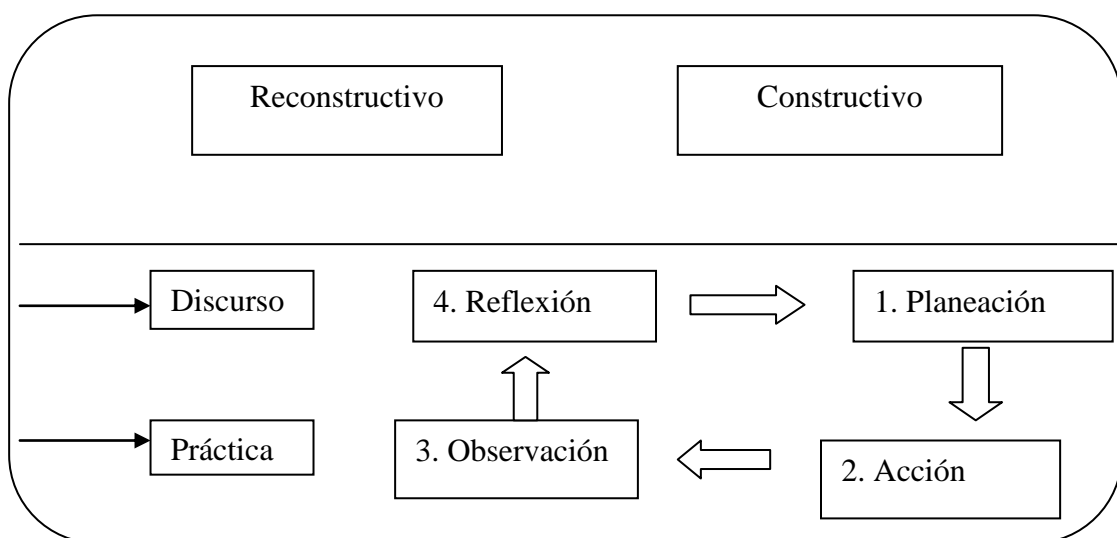 Reconstructivo
Constructivo
Discurso
4. Reflexión
1. Planeación
Práctica
3. Observación
2. Acción